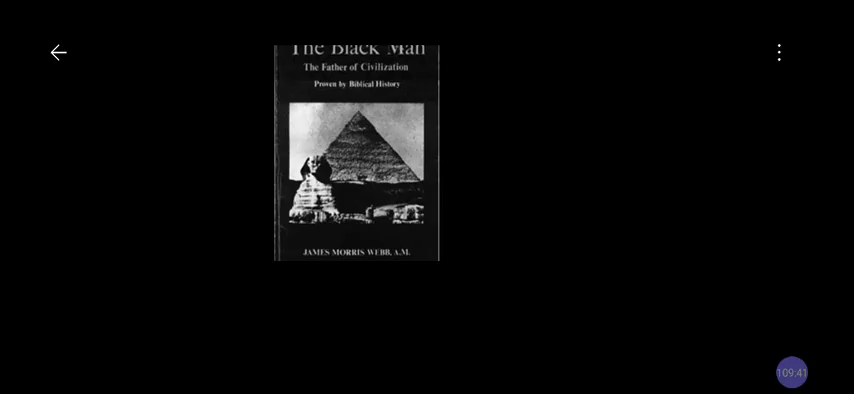 The Black Man
The Father of Civilization
Proven by Biblical History
JAMES MORRIS WEBB, A.M.
109:41